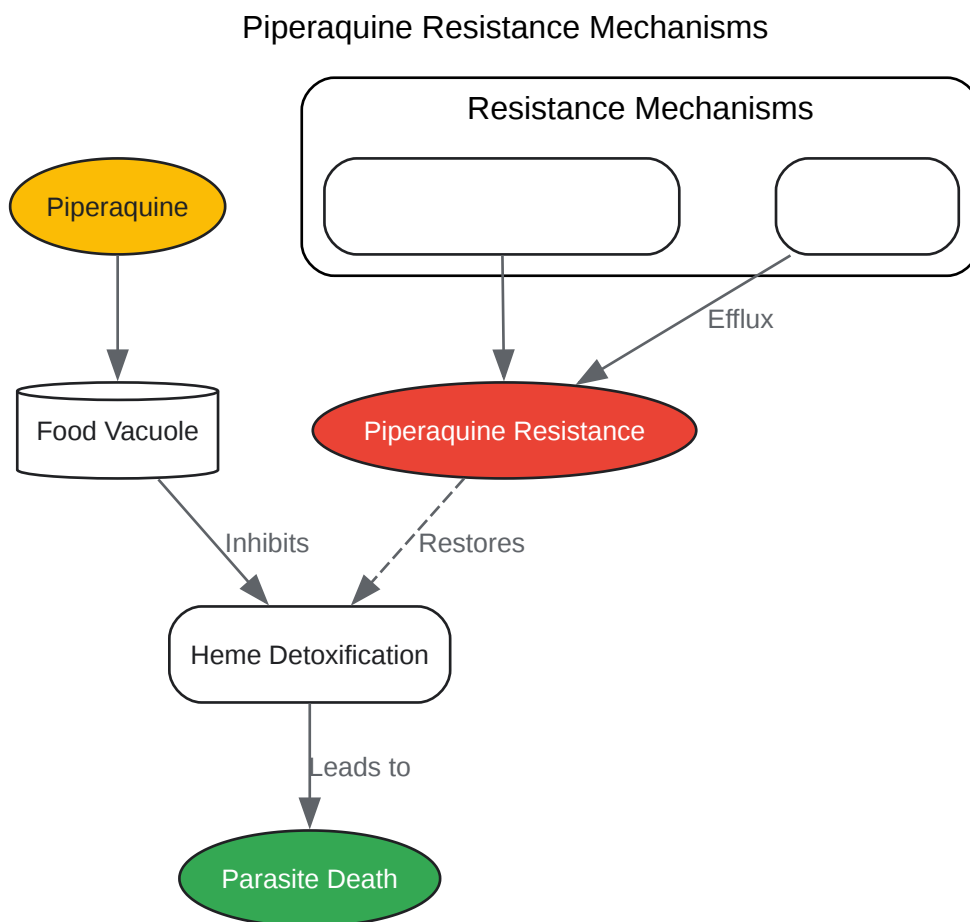 Piperaquine Resistance Mechanisms
Resistance Mechanisms
Piperaquine
Efflux
Food Vacuole
Piperaquine Resistance
Inhibits
Restores
Heme Detoxification
Leads to
Parasite Death